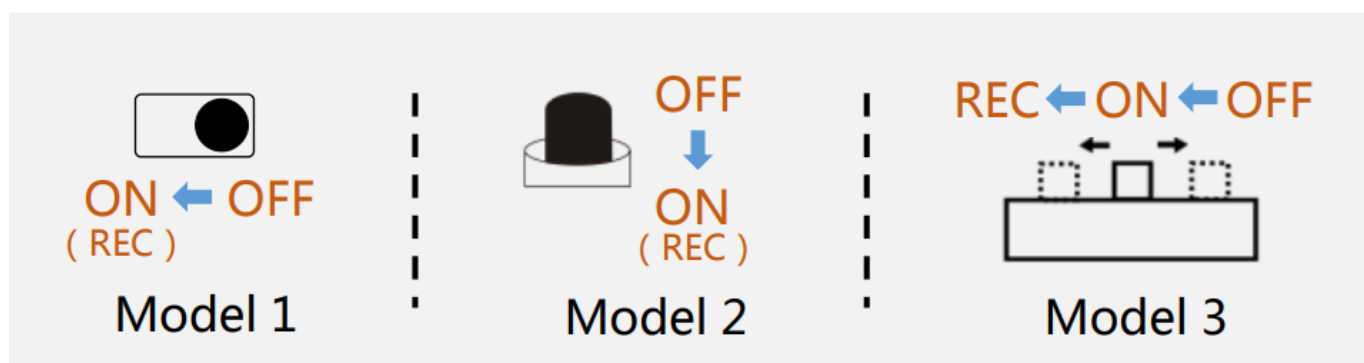 ON ← OFF
( REC )
Model 1
OFF
↓
ON
( REC )
Model 2
REC ← ON ← OFF
Model 3